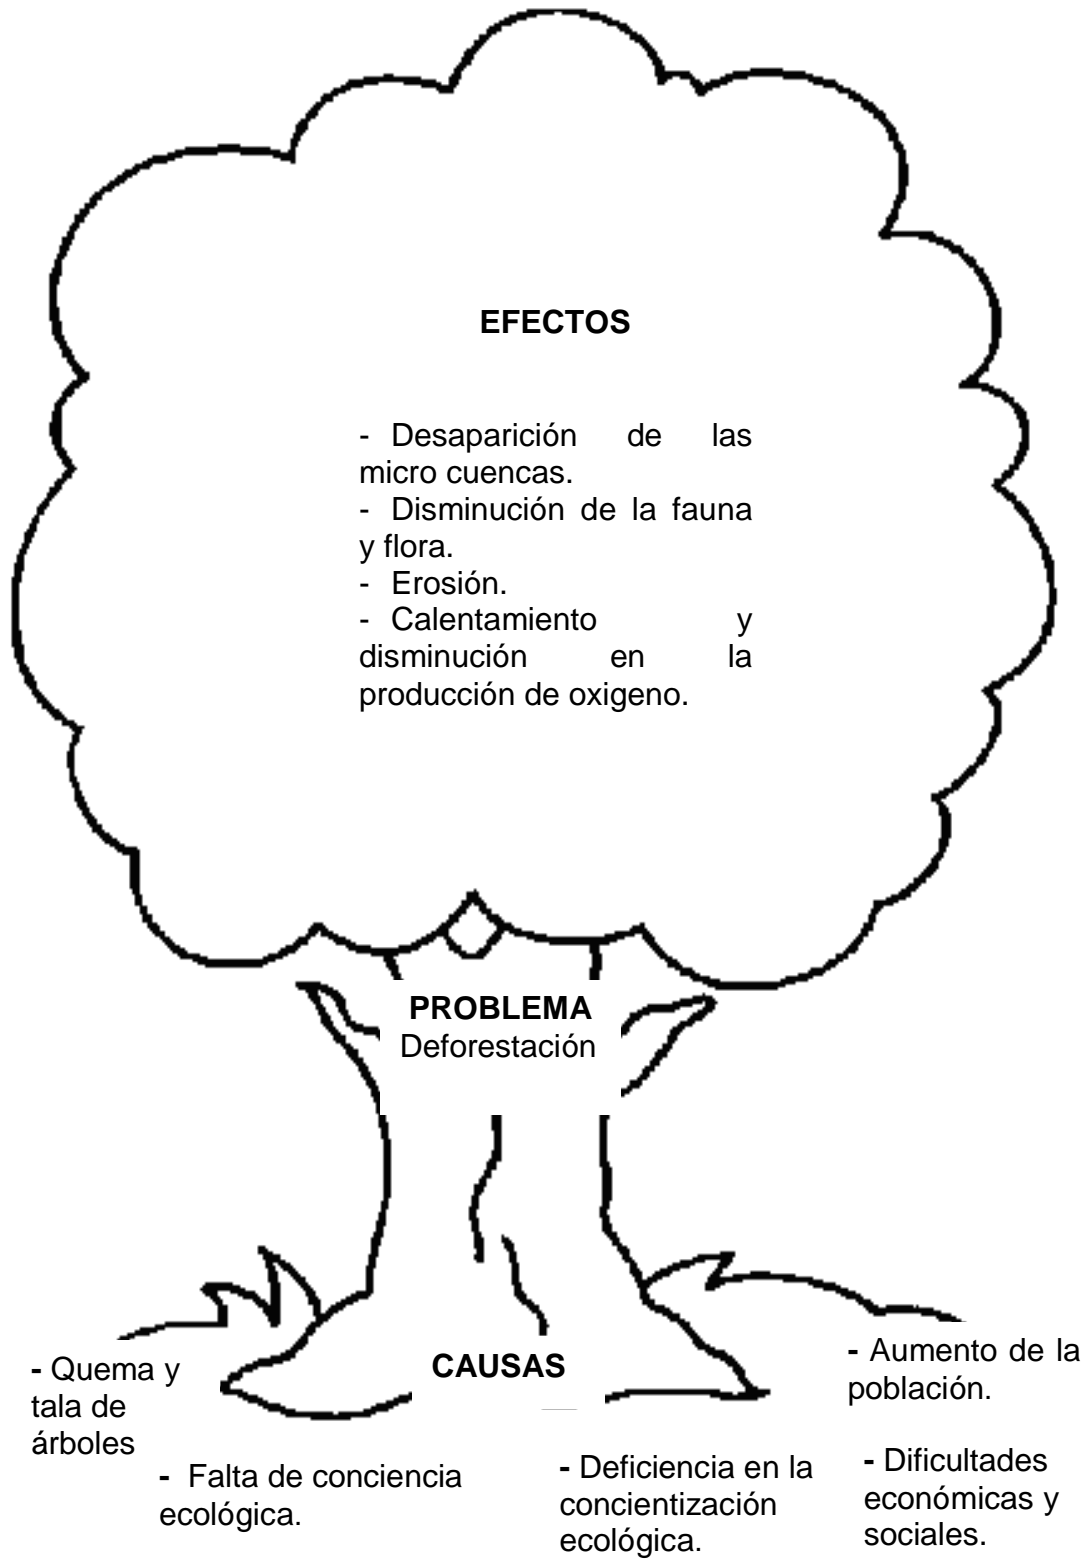 EFECTOS
- Desaparición de las
micro cuencas.
- Disminución de la fauna
y flora.
- Erosión.
- Calentamiento y
disminución en la
producción de oxigeno.
PROBLEMA
Deforestación
CAUSAS
- Quema y
tala de
árboles
- Falta de conciencia
ecológica.
- Deficiencia en la
concientización
ecológica.
- Aumento de la
población.
- Dificultades
económicas y
sociales.